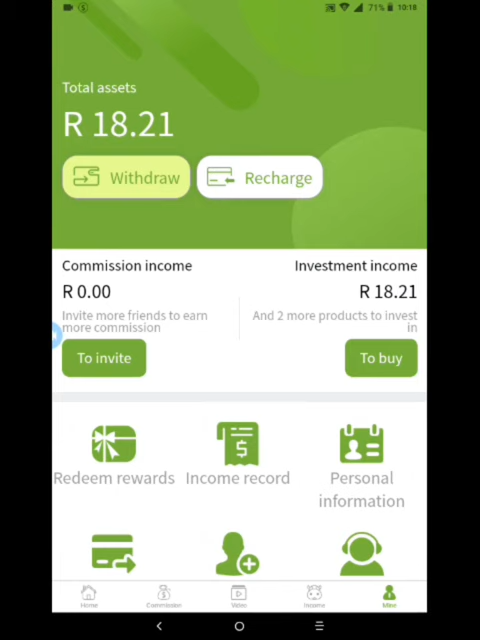 71% 10:18
Total assets
R 18.21
Withdraw Recharge
Commission income Investment income
R 0.00 R 18.21
Invite more friends to earn And 2 more products to invest
more commission in
To invite To buy
Redeem rewards Income record Personal
information
Home Commission Video Income Mine